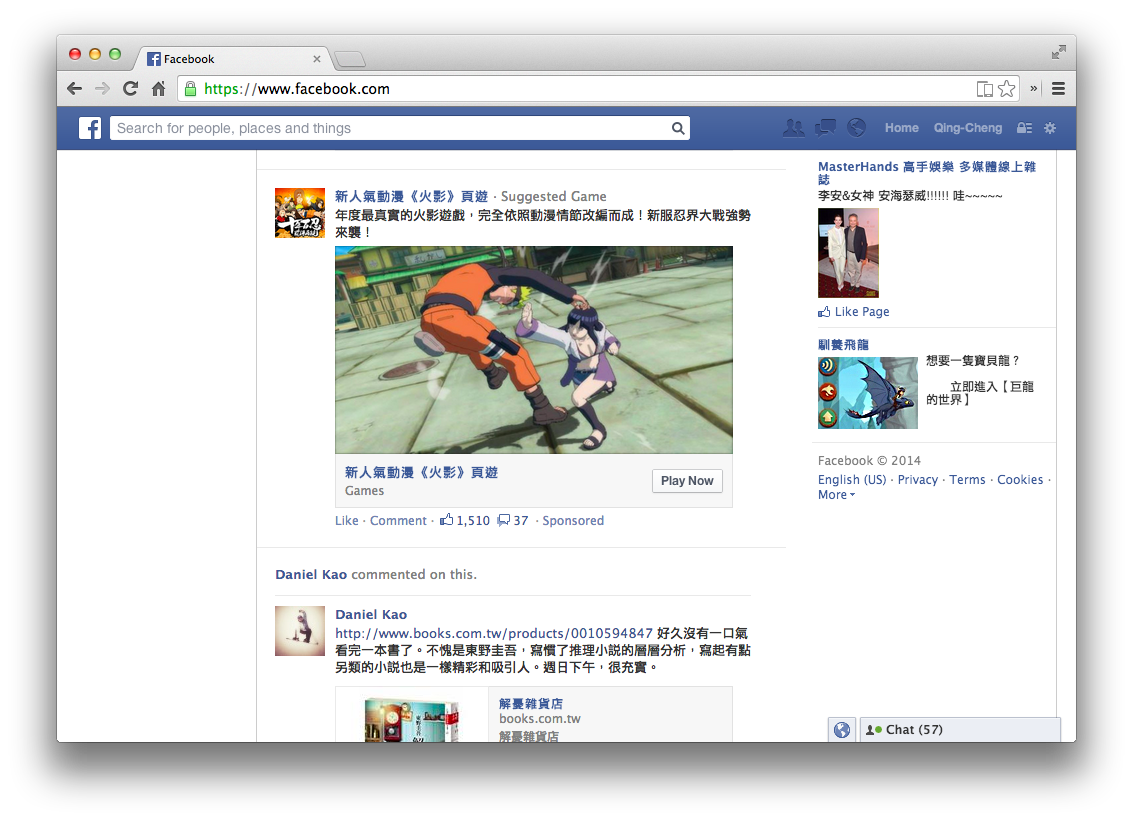 Facebook
https://www.facebook.com
Search for people, places and things
Home
Qing-Cheng
新人氣動漫《火影》頁遊 · Suggested Game
年度最真實的火影遊戲，完全依照動漫情節改編而成！新服忍界大戰強勢
來襲！
新人氣動漫《火影》頁遊
Games
Play Now
Like · Comment · 1,510 37 · Sponsored
Daniel Kao commented on this.
Daniel Kao
http://www.books.com.tw/products/0010594847 好久沒有一口氣
看完一本書了。不愧是東野圭吾，寫慣了推理小說的層層分析，寫起有點
另類的小說也是一樣精彩和吸引人。週日下午，很充實。
解憂雜貨店
books.com.tw
解憂雜貨店
MasterHands 高手娛樂 多媒體線上雜
誌
李安&女神 安海瑟威!!!!!! 哇~~~~~
Like Page
馴養飛龍
想要一隻寶貝龍？
立即進入【巨龍
的世界】
Facebook © 2014
English (US) · Privacy · Terms · Cookies ·
More
Chat (57)